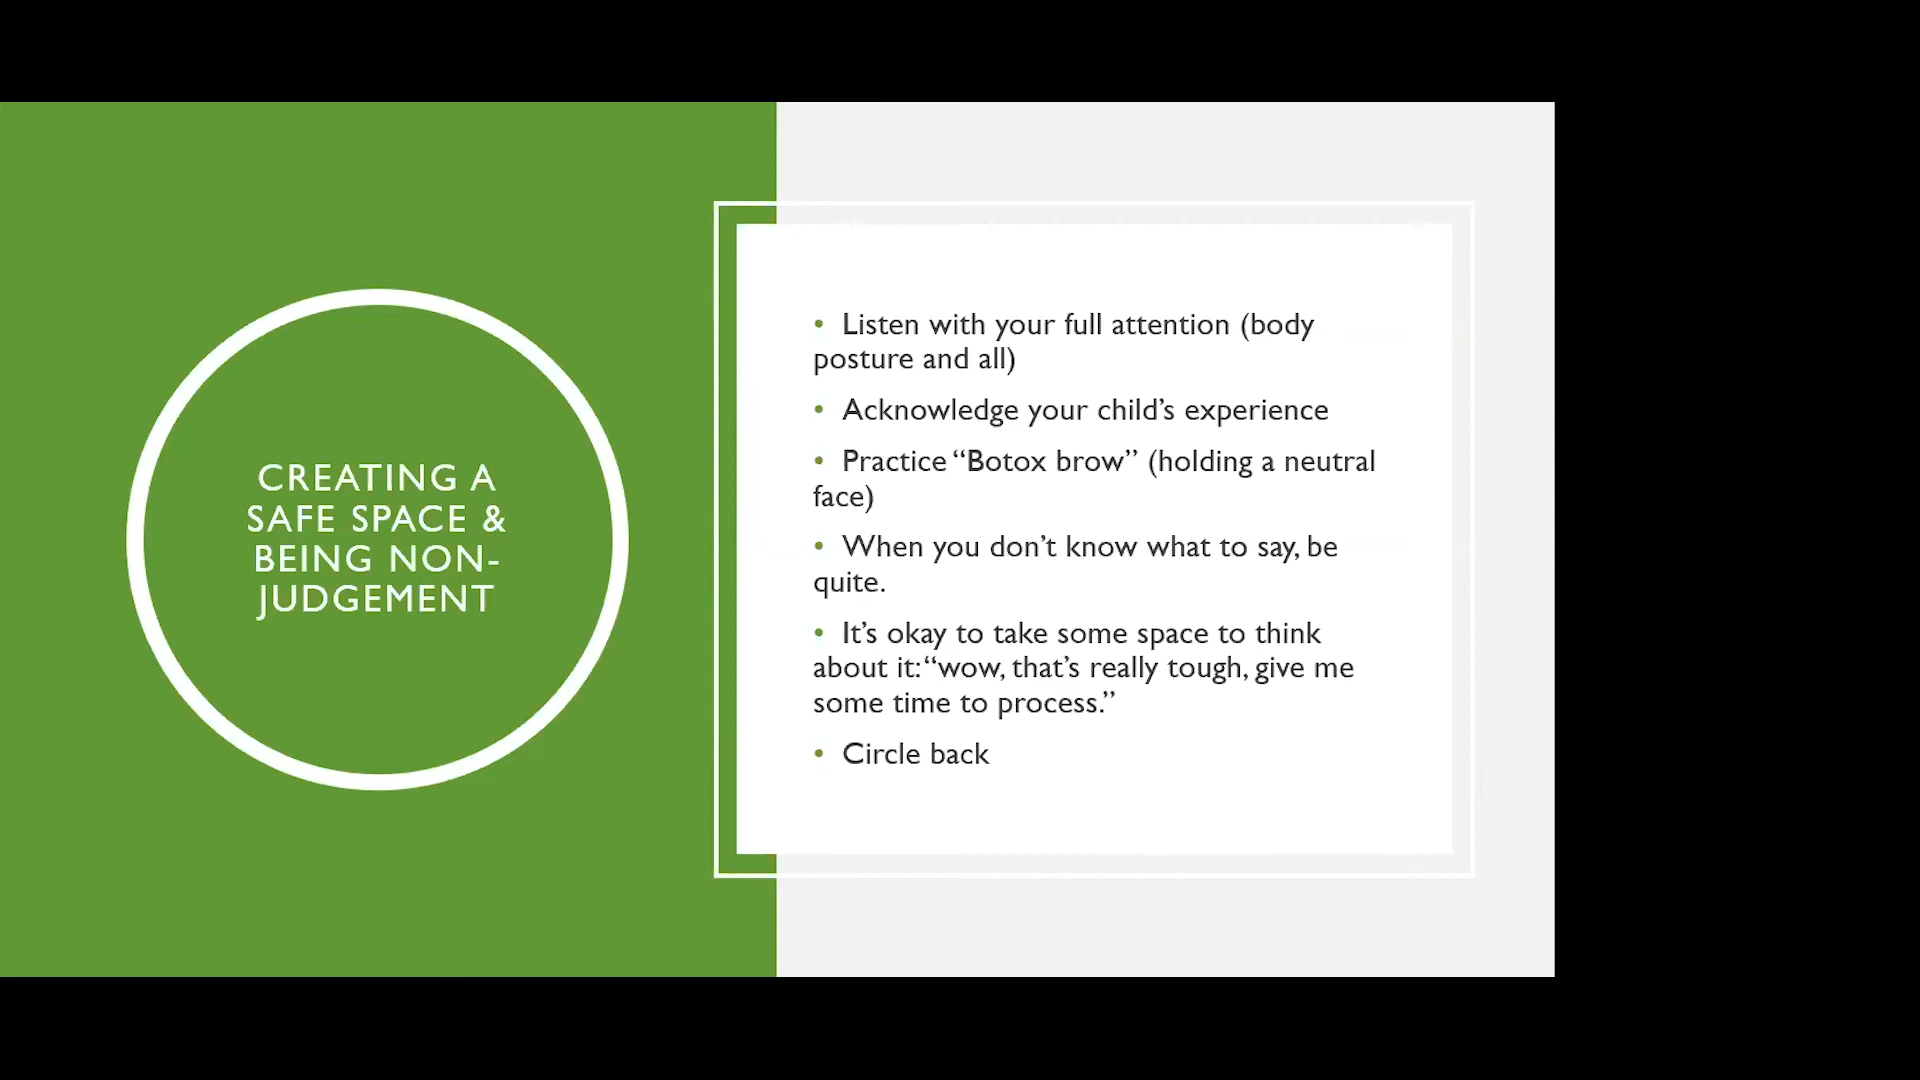 CREATING A
SAFE SPACE &
BEING NON-
JUDGEMENT
• Listen with your full attention (body
posture and all)
• Acknowledge your child’s experience
• Practice “Botox brow” (holding a neutral
face)
• When you don’t know what to say, be
quite.
• It’s okay to take some space to think
about it: “wow, that’s really tough, give me
some time to process.”
• Circle back